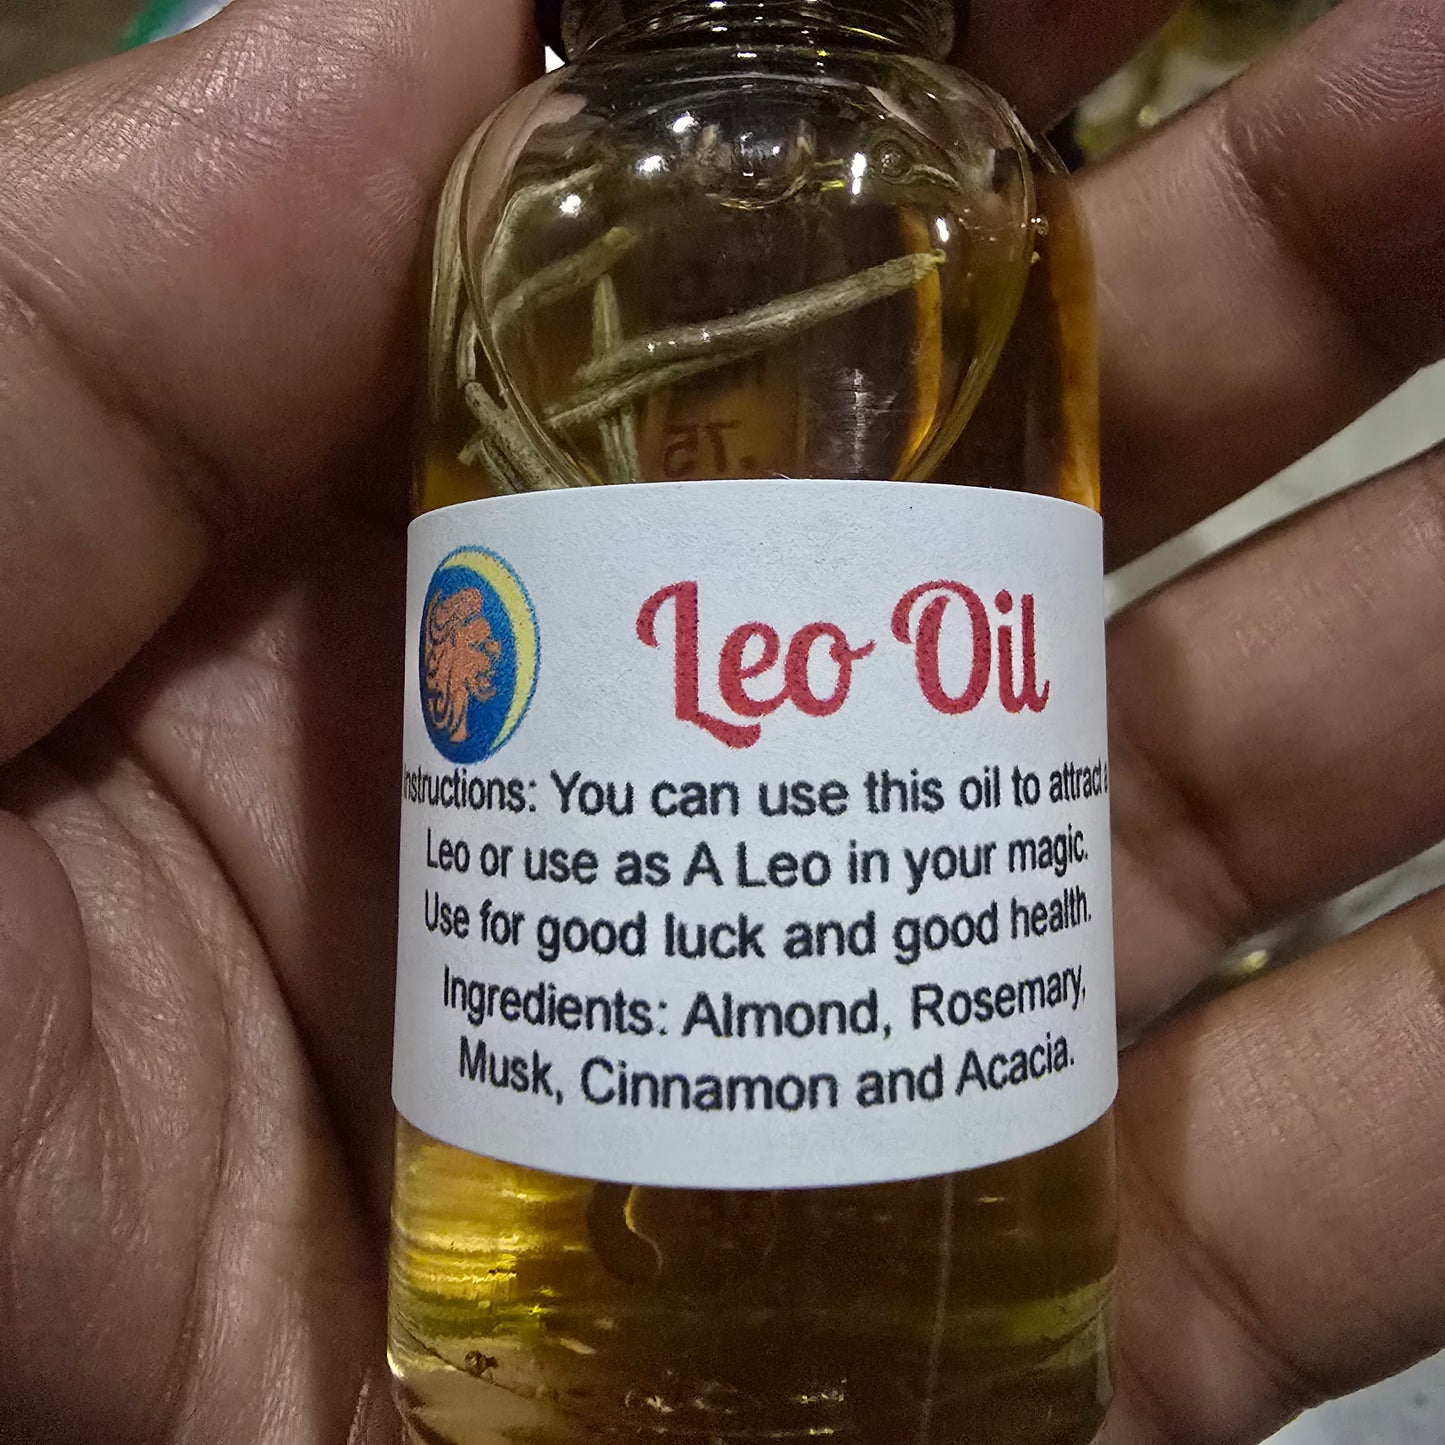 .75
Leo Oil
nstructions: You can use this oil to attract a
Leo or use as A Leo in your magic.
Use for good luck and good health.
Ingredients: Almond, Rosemary,
Musk, Cinnamon and Acacia.